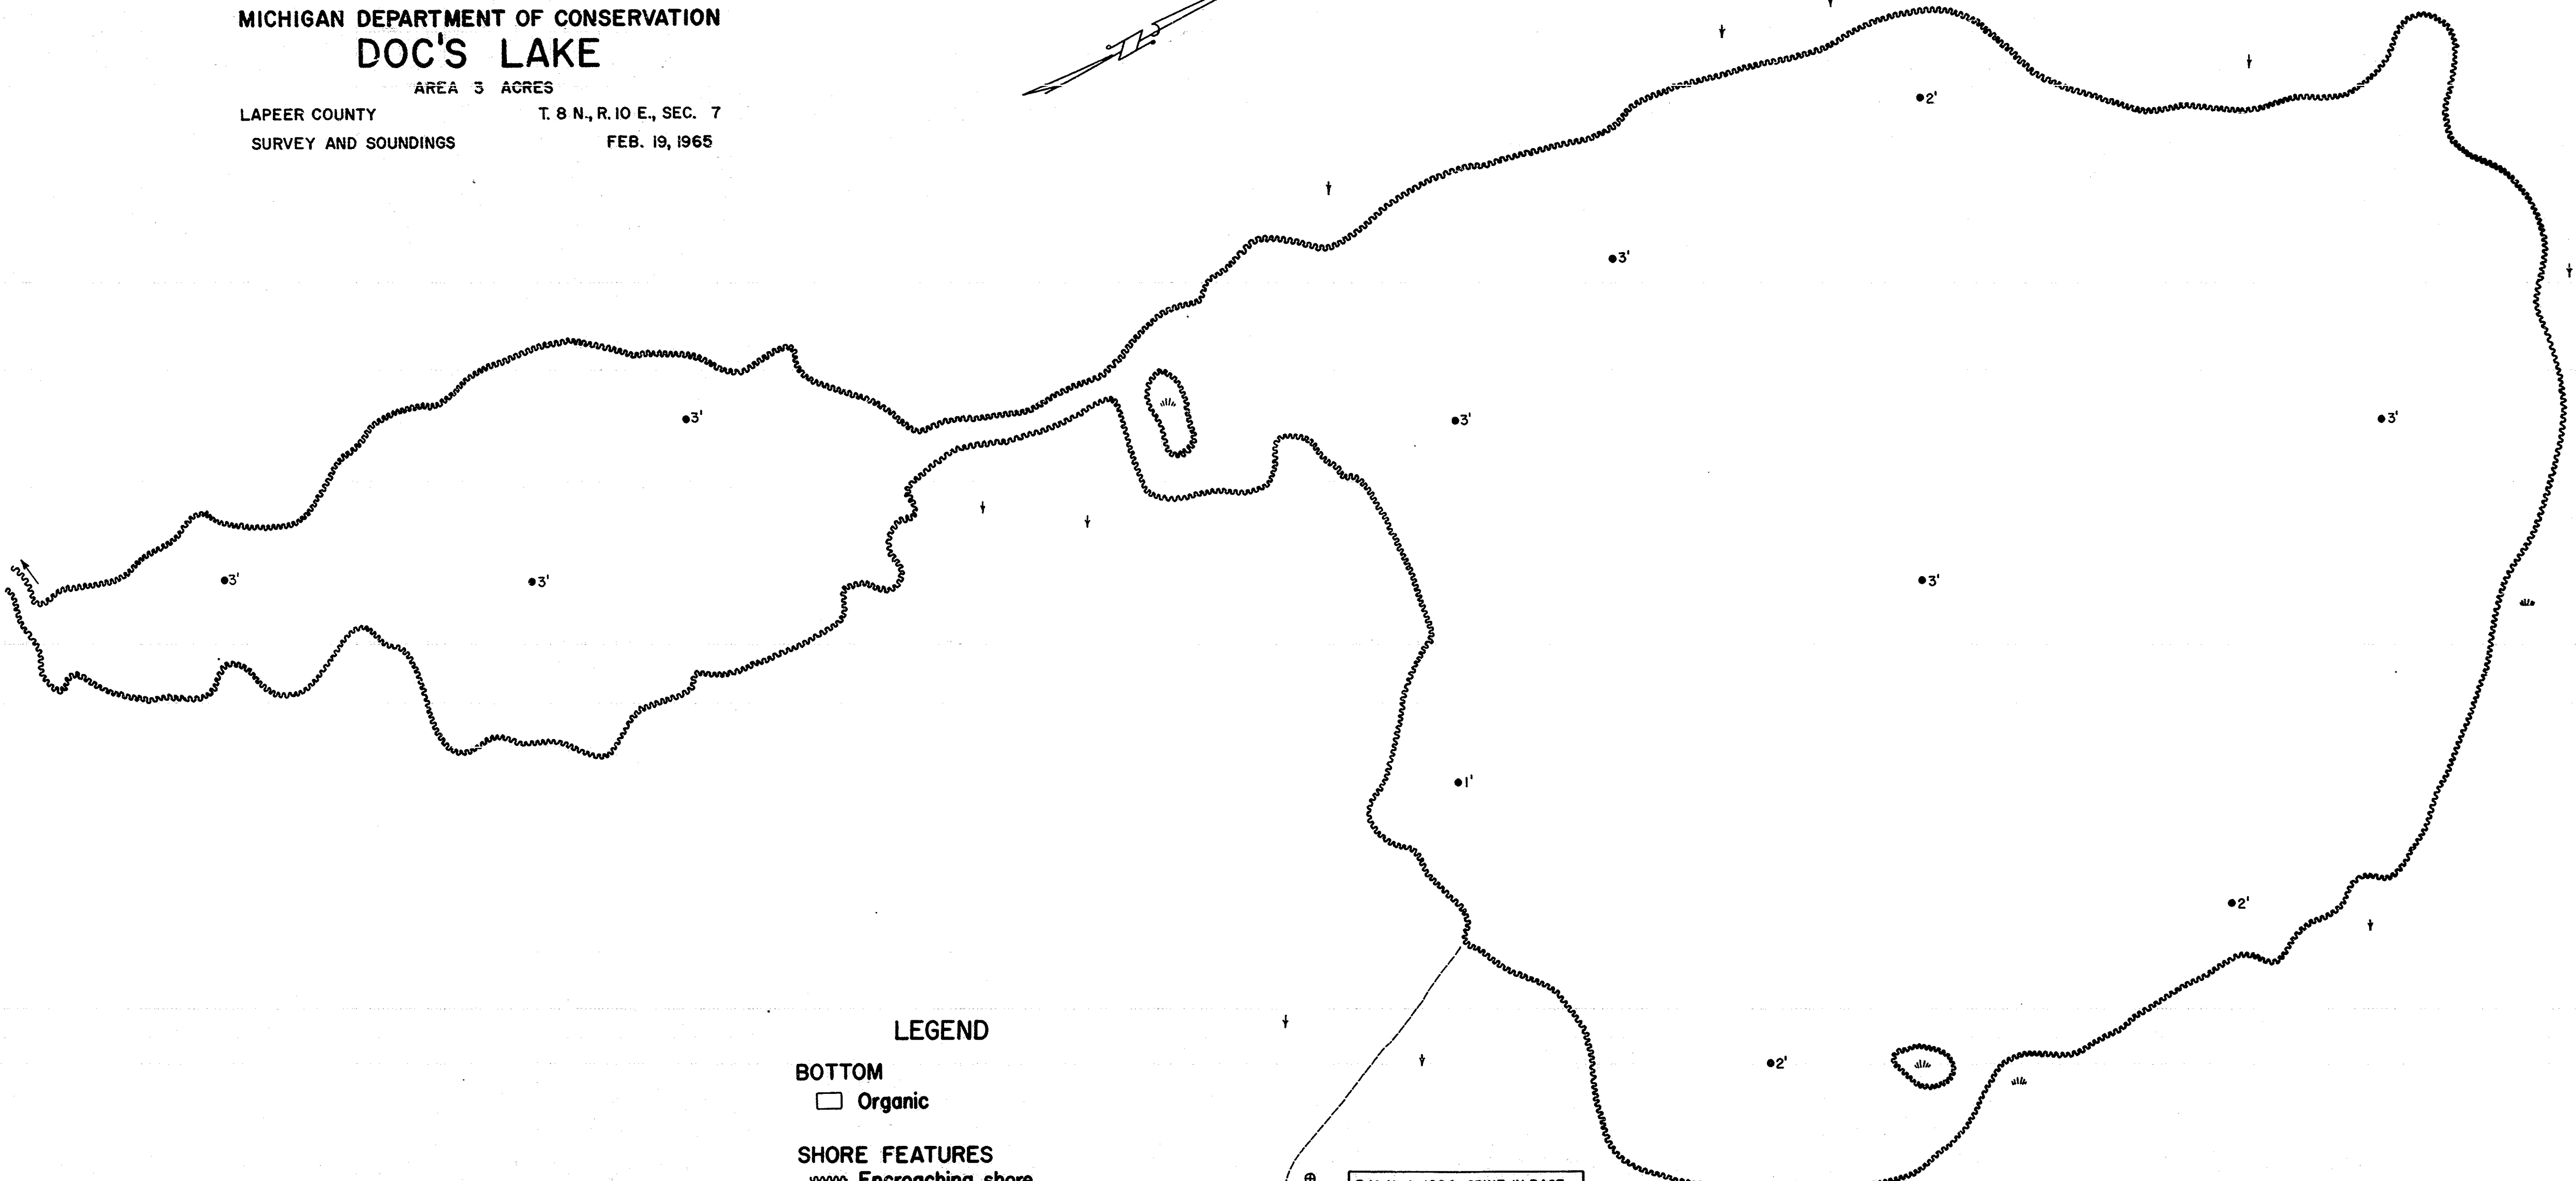 MICHIGAN DEPARTMENT OF CONSERVATION
DOC'S LAKE
AREA 3 ACRES
LAPEER COUNTY T. 8 N., R. 10 E., SEC. 7
SURVEY AND SOUNDINGS FEB. 19, 1965
2'
3'
3'
3'
3'
3'
3'
3'
1'
2'
2'
LEGEND
BOTTOM
Organic
SHORE FEATURES
Encroaching shore